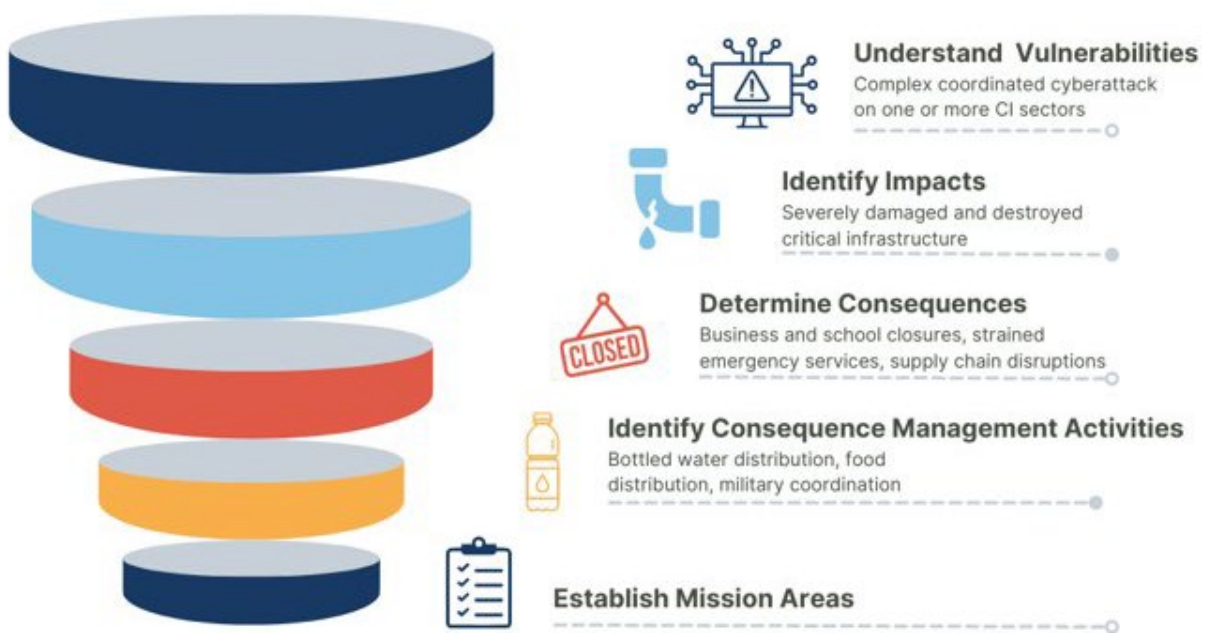 Understand Vulnerabilities
Complex coordinated cyberattack
on one or more CI sectors
Identify Impacts
Severely damaged and destroyed
critical infrastructure
Determine Consequences
Business and school closures, strained
emergency services, supply chain disruptions
CLOSED
Identify Consequence Management Activities
Bottled water distribution, food
distribution, military coordination
Establish Mission Areas